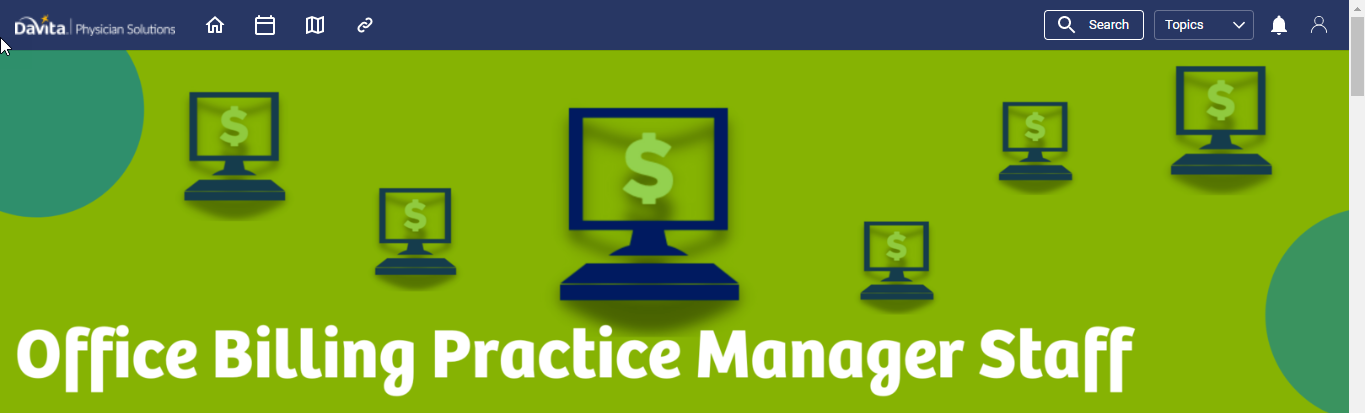 DaVita. | Physician Solutions
Search
Topics
$
$
$
$
$
$
Office Billing Practice Manager Staff